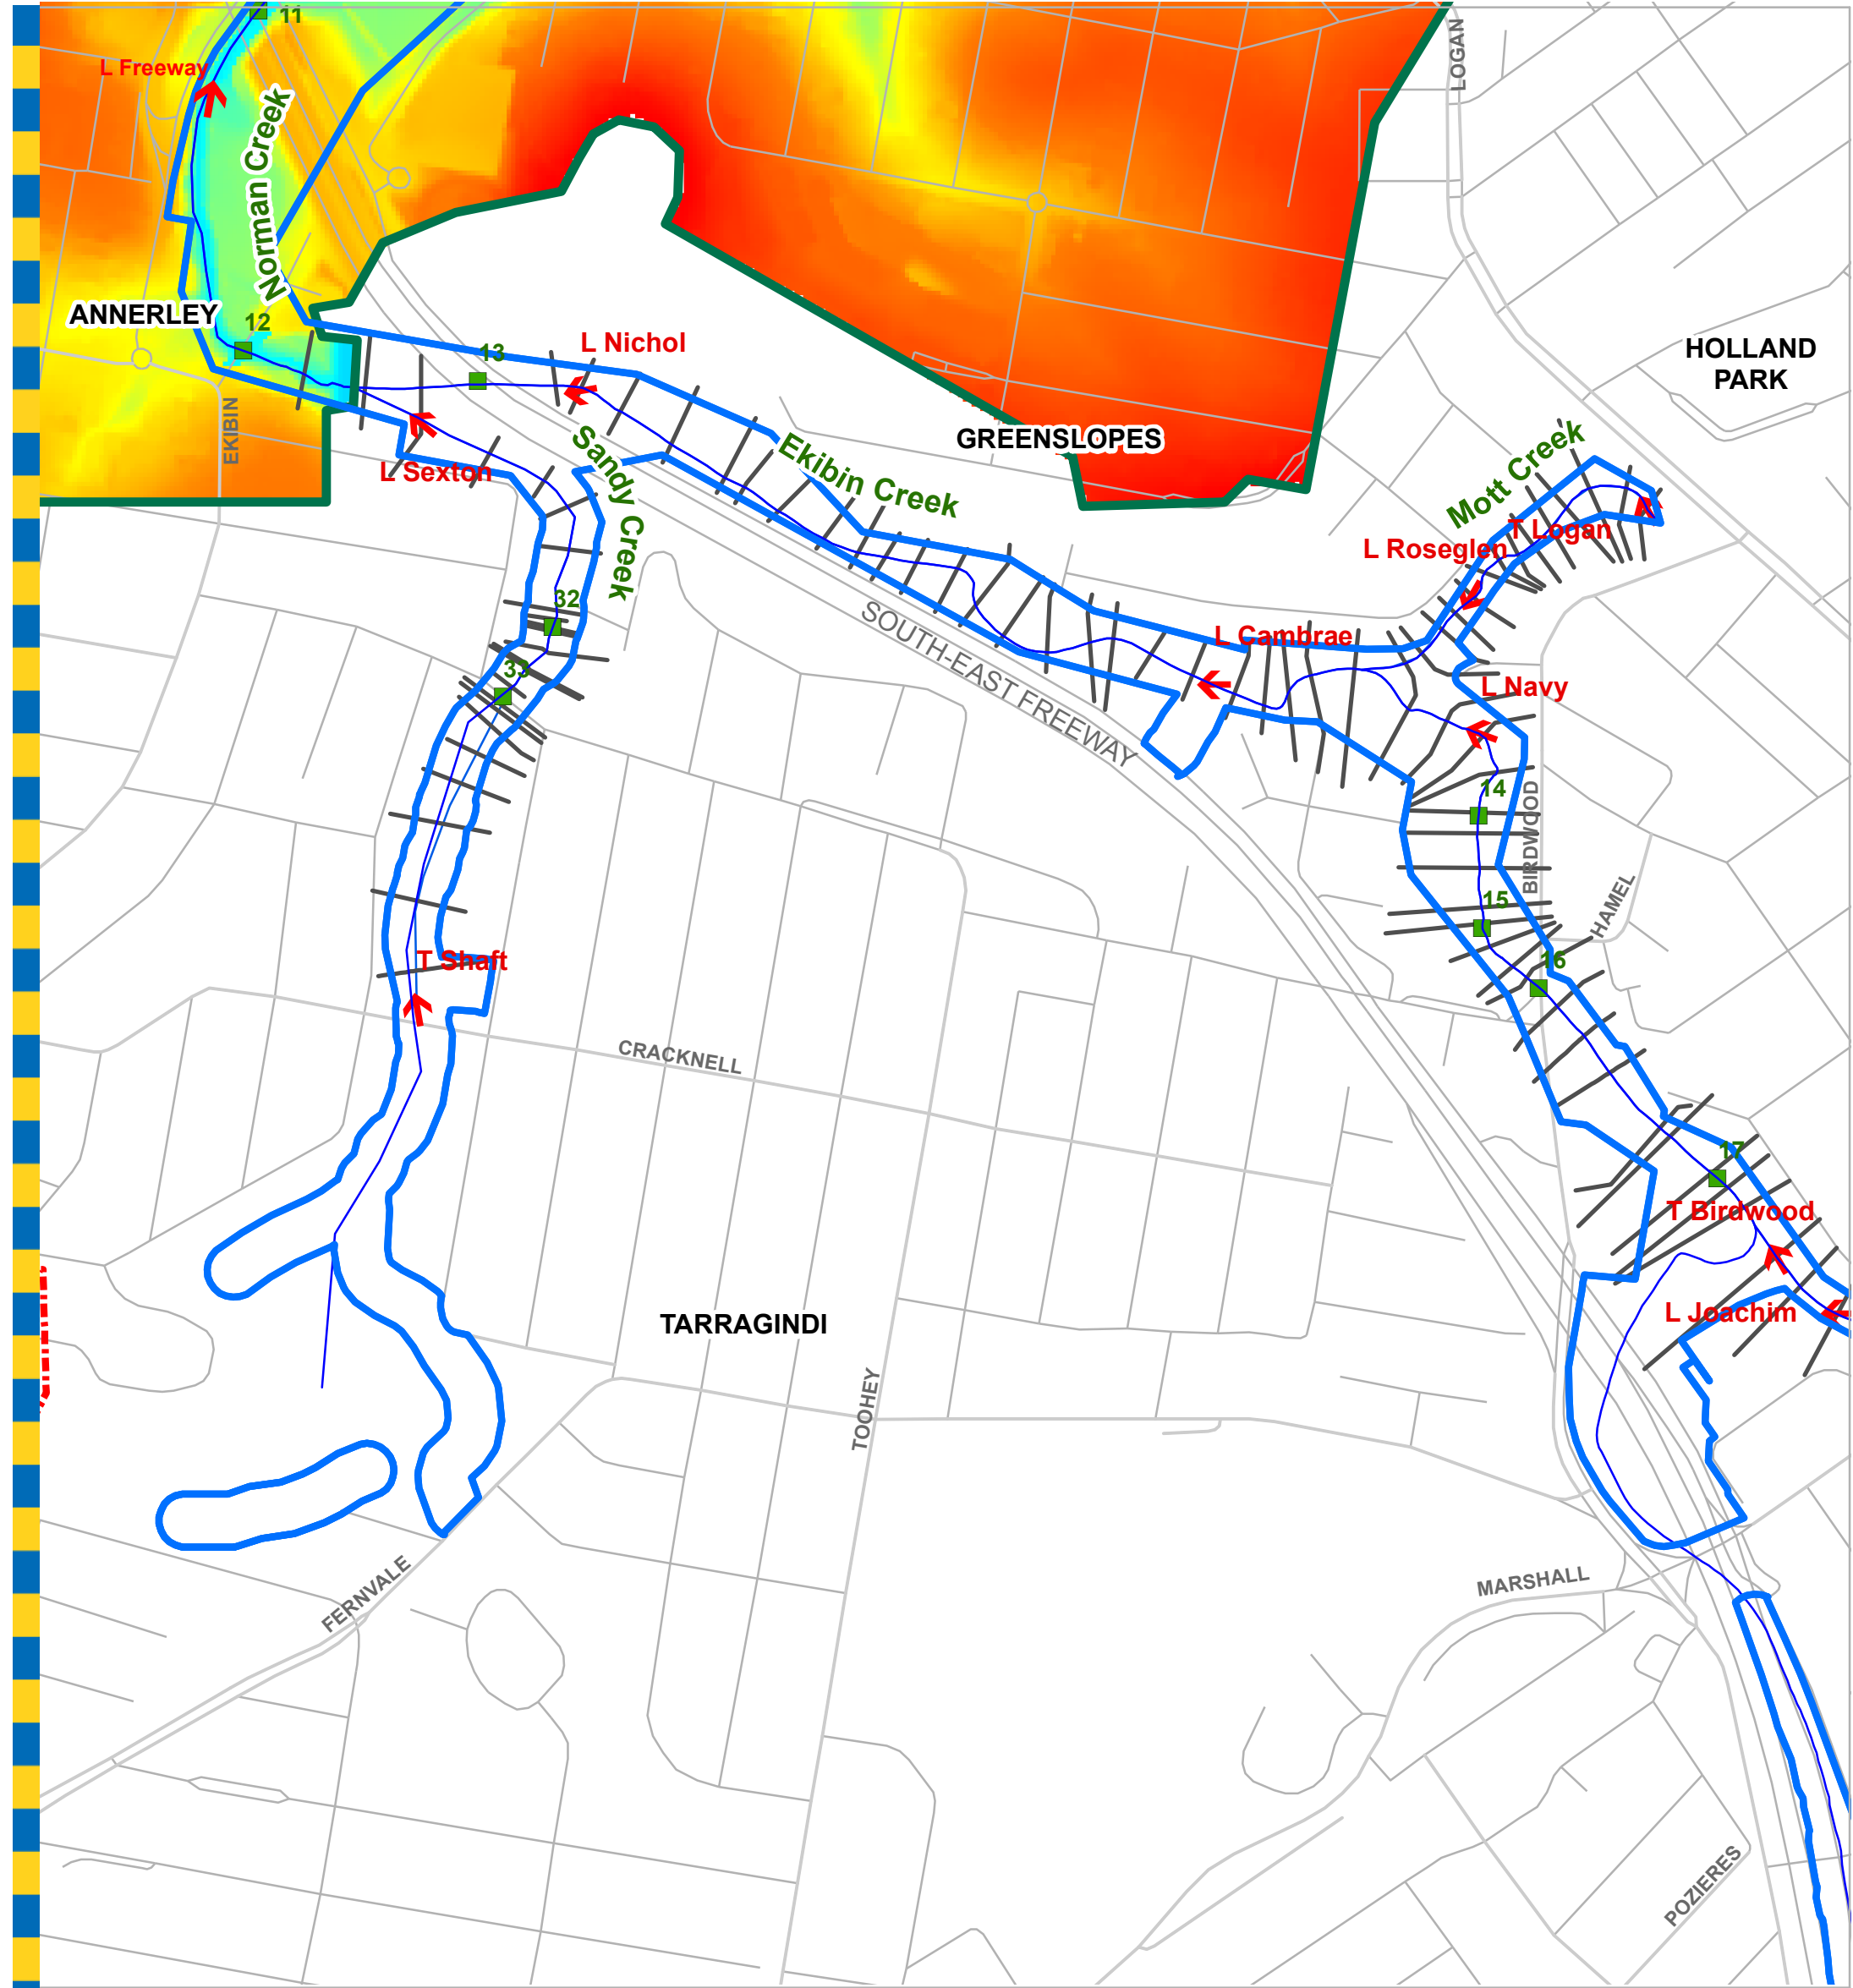 11
L Freeway
LOGAN
Norman Creek
ANNERLEY
12
13
L Nichol
HOLLAND
PARK
EKIBIN
L Sexton
Sandy Creek
Ekibin Creek
GREENSLOPES
Mott Creek
T Logan
L Roseglen
32
33
SOUTH-EAST FREEWAY
L Cambrae
L Navy
14
BIRDWOOD
15
HAMEL
16
T Shaft
CRACKNELL
17
T Birdwood
L Joachim
TARRAGINDI
TOOHEY
FERNVALE
MARSHALL
POZIERES